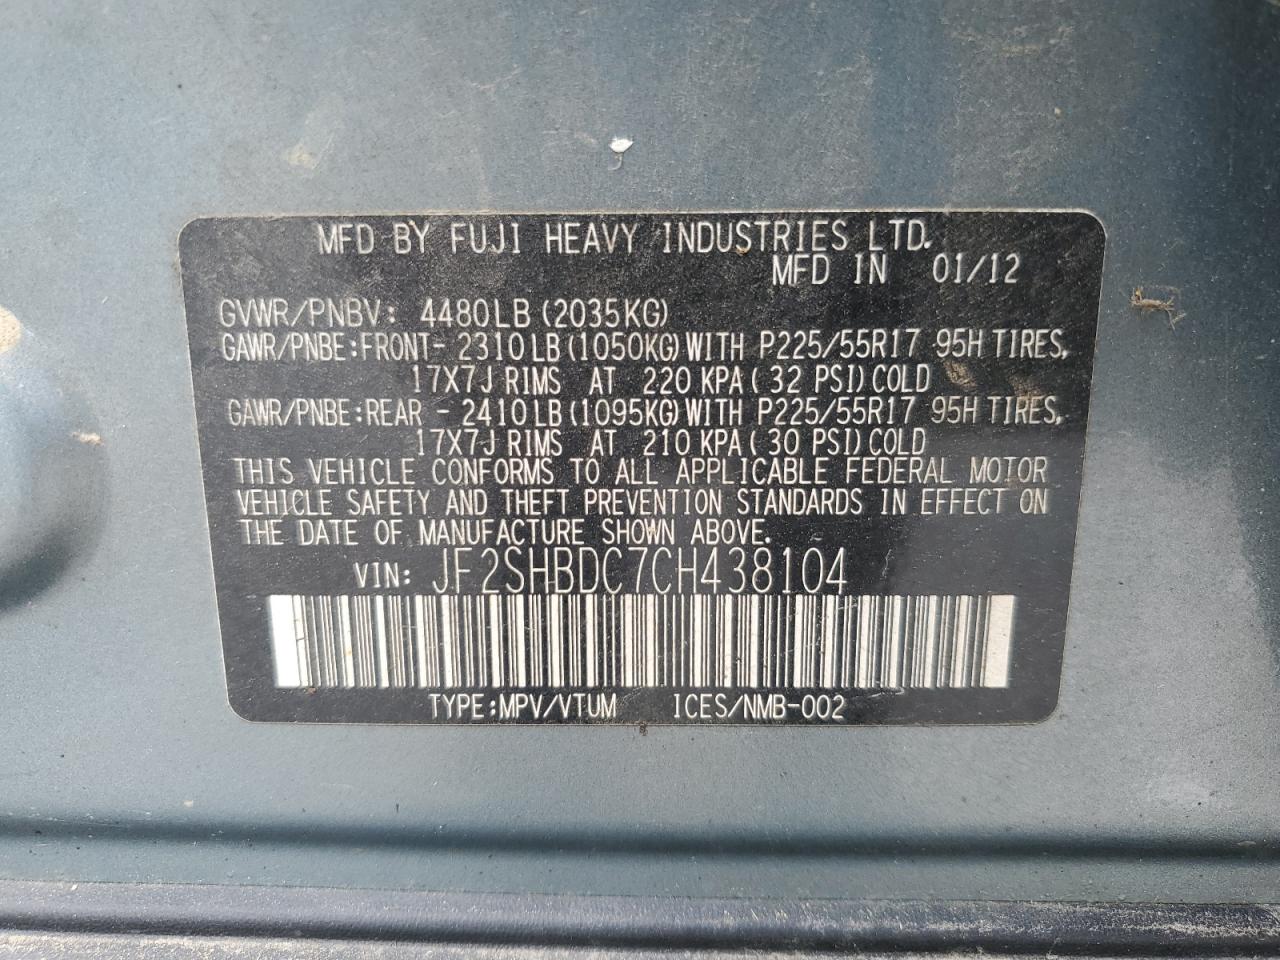 MFD BY FUJI HEAVY INDUSTRIES LTD.
MFD IN 01/12
GVWR/PNBV: 4480LB (2035KG)
GAWR/PNBE:FRONT- 2310LB(1050KG)WITH P225/55R17 95H TIRES,
17X7J RIMS AT 220 KPA( 32 PSI)COLD
GAWR/PNBE:REAR - 2410LB(1095KG)WITH P225/55R17 95H TIRES,
17X7J RIMS AT 210 KPA(30 PSI)COLD
THIS VEHICLE CONFORMS TO ALL APPLICABLE FEDERAL MOTOR
VEHICLE SAFETY AND THEFT PREVENTION STANDARDS IN EFFECT ON
THE DATE OF MANUFACTURE SHOWN ABOVE.
VIN: JF2SHBDC7CH438104
TYPE:MPV/VTUM ICES/NMB-002